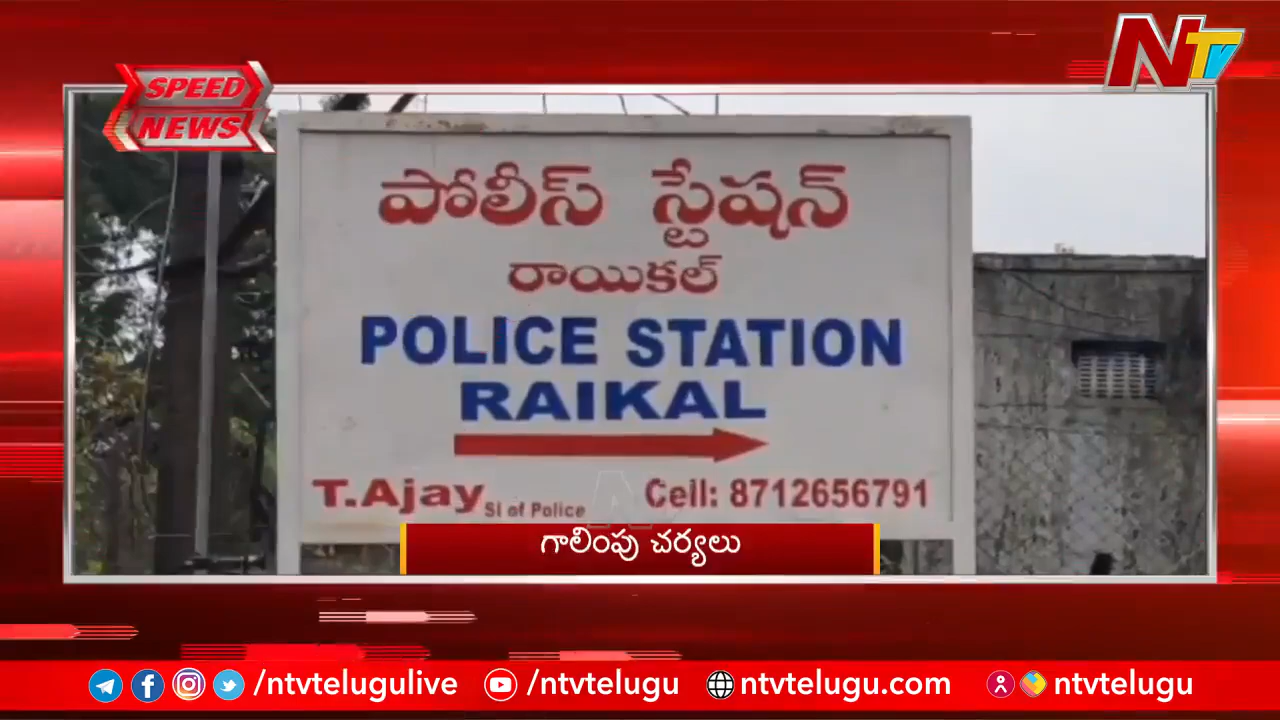 NTV
SPEED
NEWS
పోలీస్ స్టేషన్
రాయికల్
POLICE STATION
RAIKAL
T.Ajay SI of Police
Cell: 8712656791
గాలింపు చర్యలు
/ntvtelugulive
/ntvtelugu
ntvtelugu.com
ntvtelugu